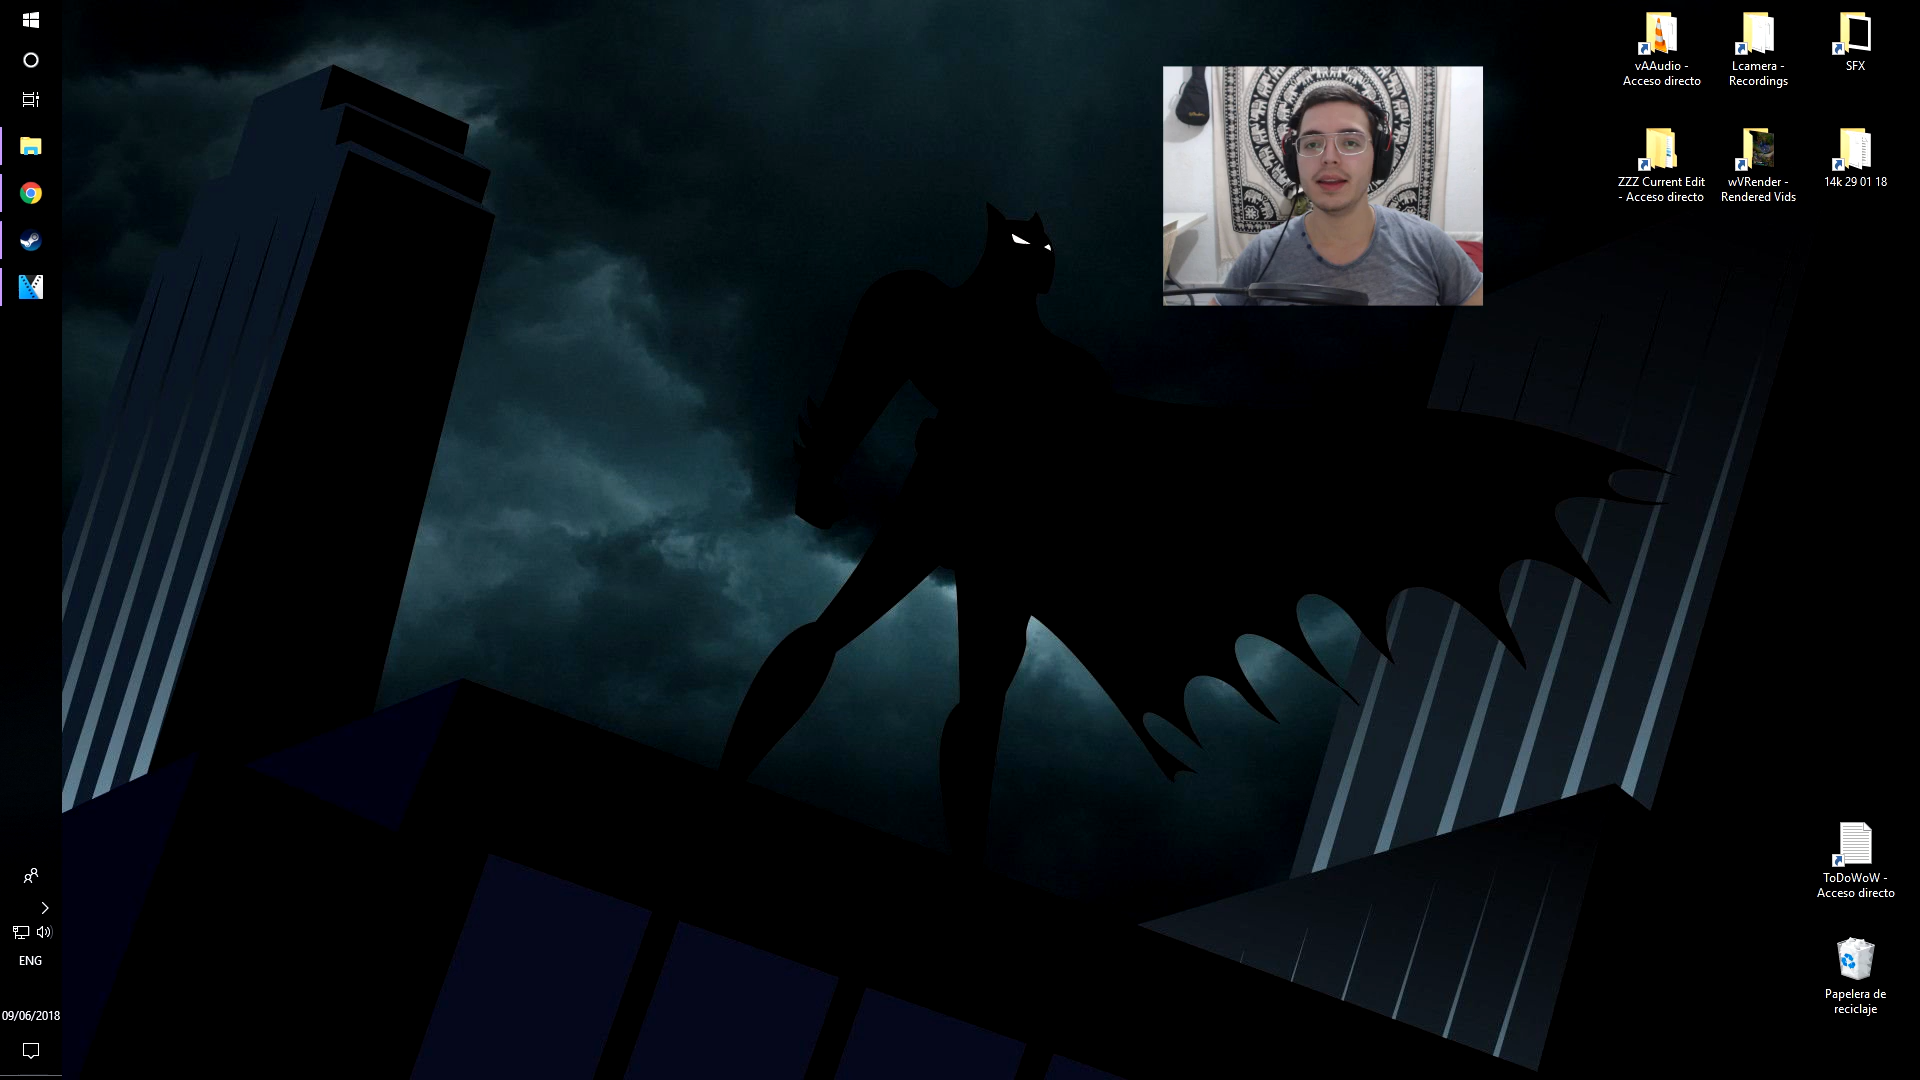 vAAudio -
Acceso directo
Lcamera -
Recordings
SFX
ZZZ Current Edit
- Acceso directo
wVRender -
Rendered Vids
14k 29 01 18
ToDoWoW -
Acceso directo
Papelera de
reciclaje
ENG
09/06/2018